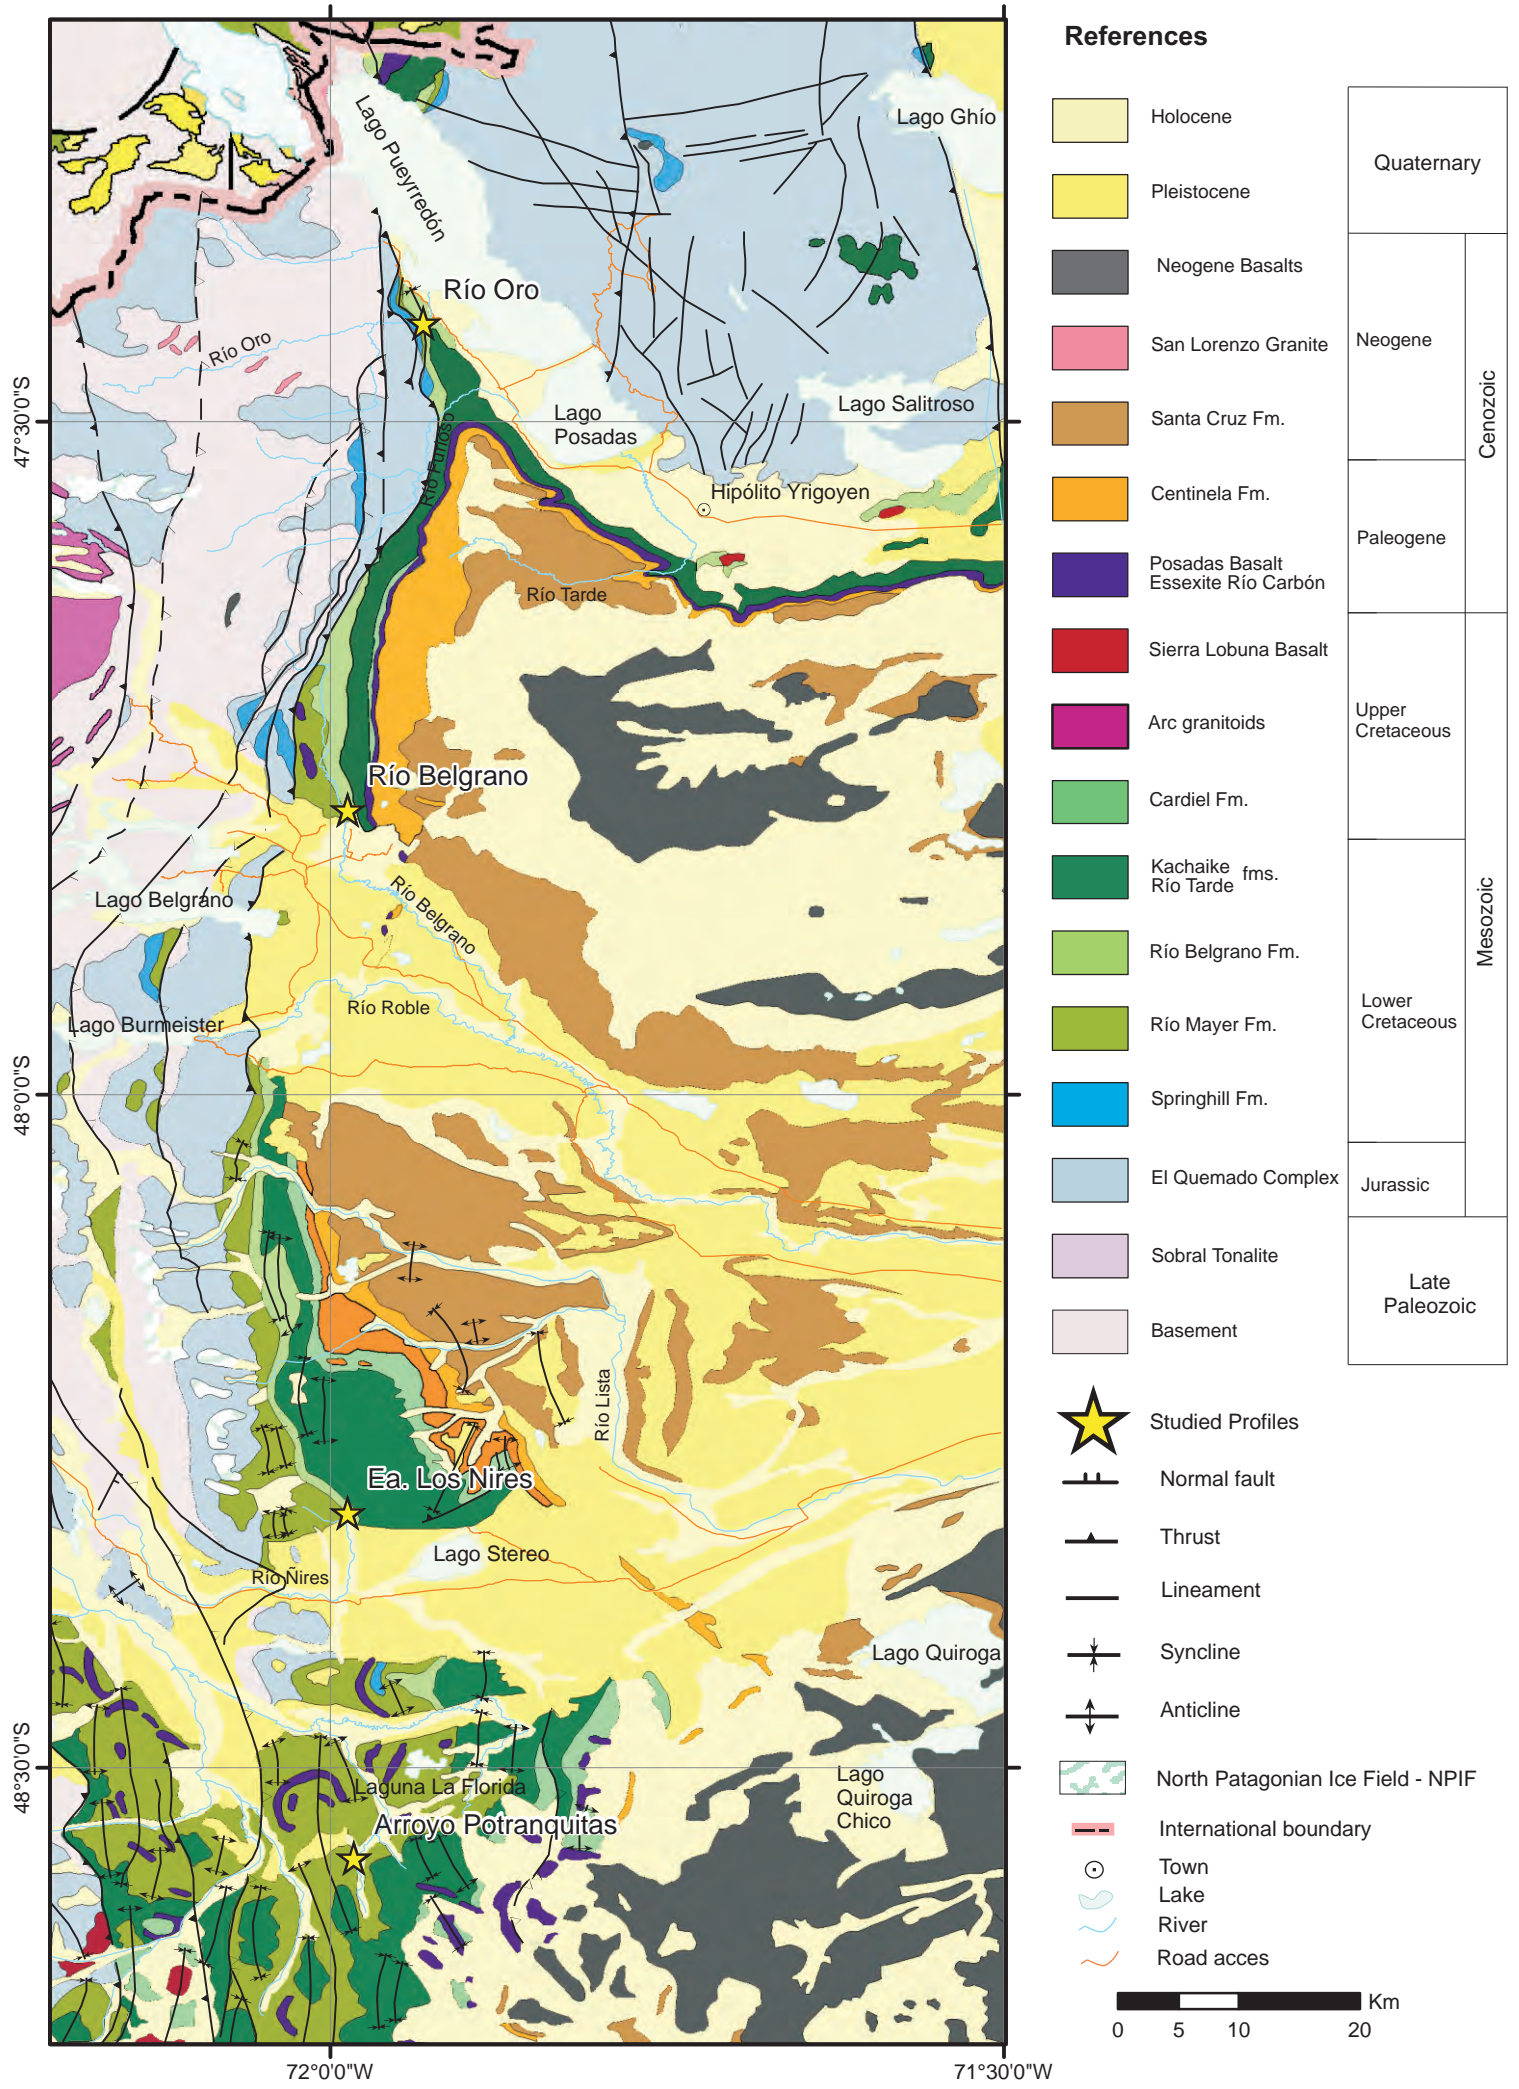 References
Holocene
Pleistocene
Neogene Basalts
San Lorenzo Granite
Santa Cruz Fm.
Centinela Fm.
Posadas Basalt
Essexite Río Carbón
Sierra Lobuna Basalt
Arc granitoids
Cardiel Fm.
Kachaike
Río Tarde fms.
Río Belgrano Fm.
Río Mayer Fm.
Springhill Fm.
El Quemado Complex
Sobral Tonalite
Basement
Quaternary
Neogene
Paleogene
Cenozoic
Upper
Cretaceous
Lower
Cretaceous
Jurassic
Mesozoic
Late
Paleozoic
Studied Profiles
Normal fault
Thrust
Lineament
Syncline
Anticline
North Patagonian Ice Field - NPIF
International boundary
Town
Lake
River
Road acces
Km
0 5 10 20
Lago Ghío
Lago Pueyrredón
Río Oro
Río Oro
Lago Salitroso
Lago
Posadas
Río Furioso
Hipólito Yrigoyen
Río Tarde
Río Belgrano
Lago Belgrano
Río Belgrano
Río Roble
Lago Burmeister
Río Lista
Ea. Los Nires
Lago Stereo
Río Ñires
Lago Quiroga
Laguna La Florida
Lago
Quiroga
Chico
Arroyo Potranquitas
47°30'0"S
48°0'0"S
48°30'0"S
72°0'0"W
71°30'0"W